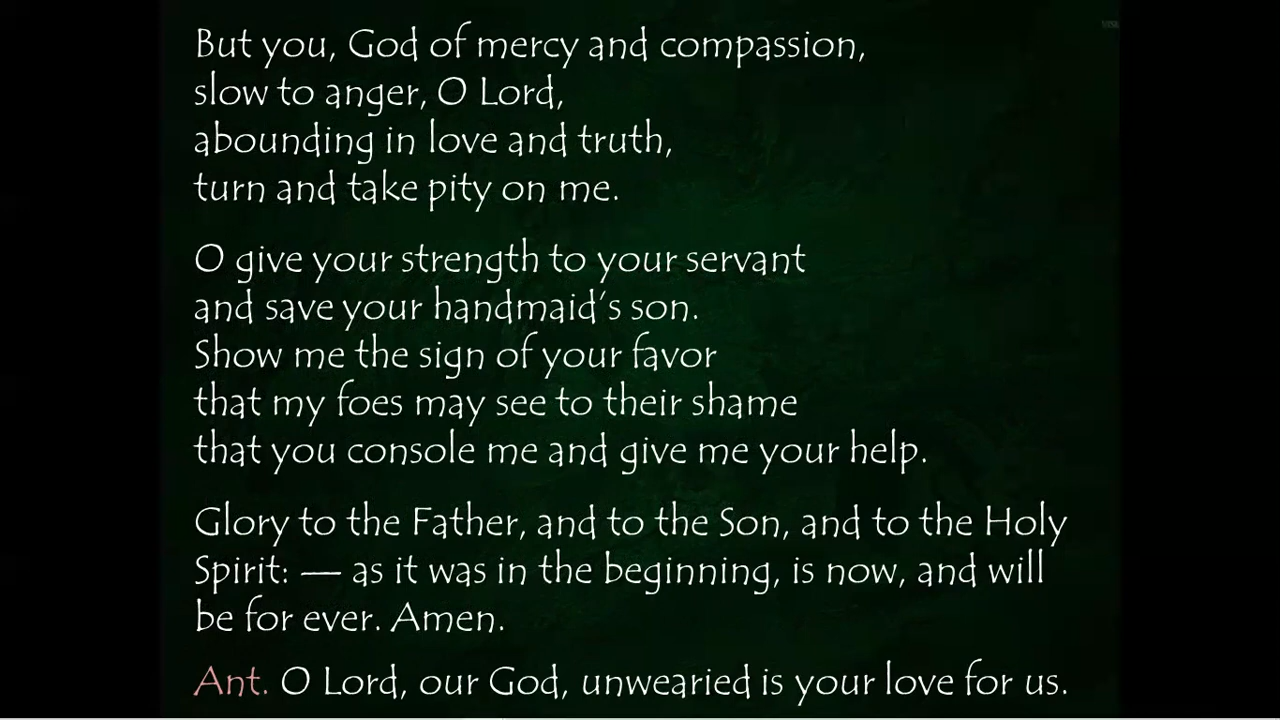 But you, God of mercy and compassion,
slow to anger, O Lord,
abounding in love and truth,
turn and take pity on me.
O give your strength to your servant
and save your handmaid's son.
Show me the sign of your favor
that my foes may see to their shame
that you console me and give me your help.
Glory to the Father, and to the Son, and to the Holy
Spirit: — as it was in the beginning, is now, and will
be for ever. Amen.
Ant. O Lord, our God, unwearied is your love for us.